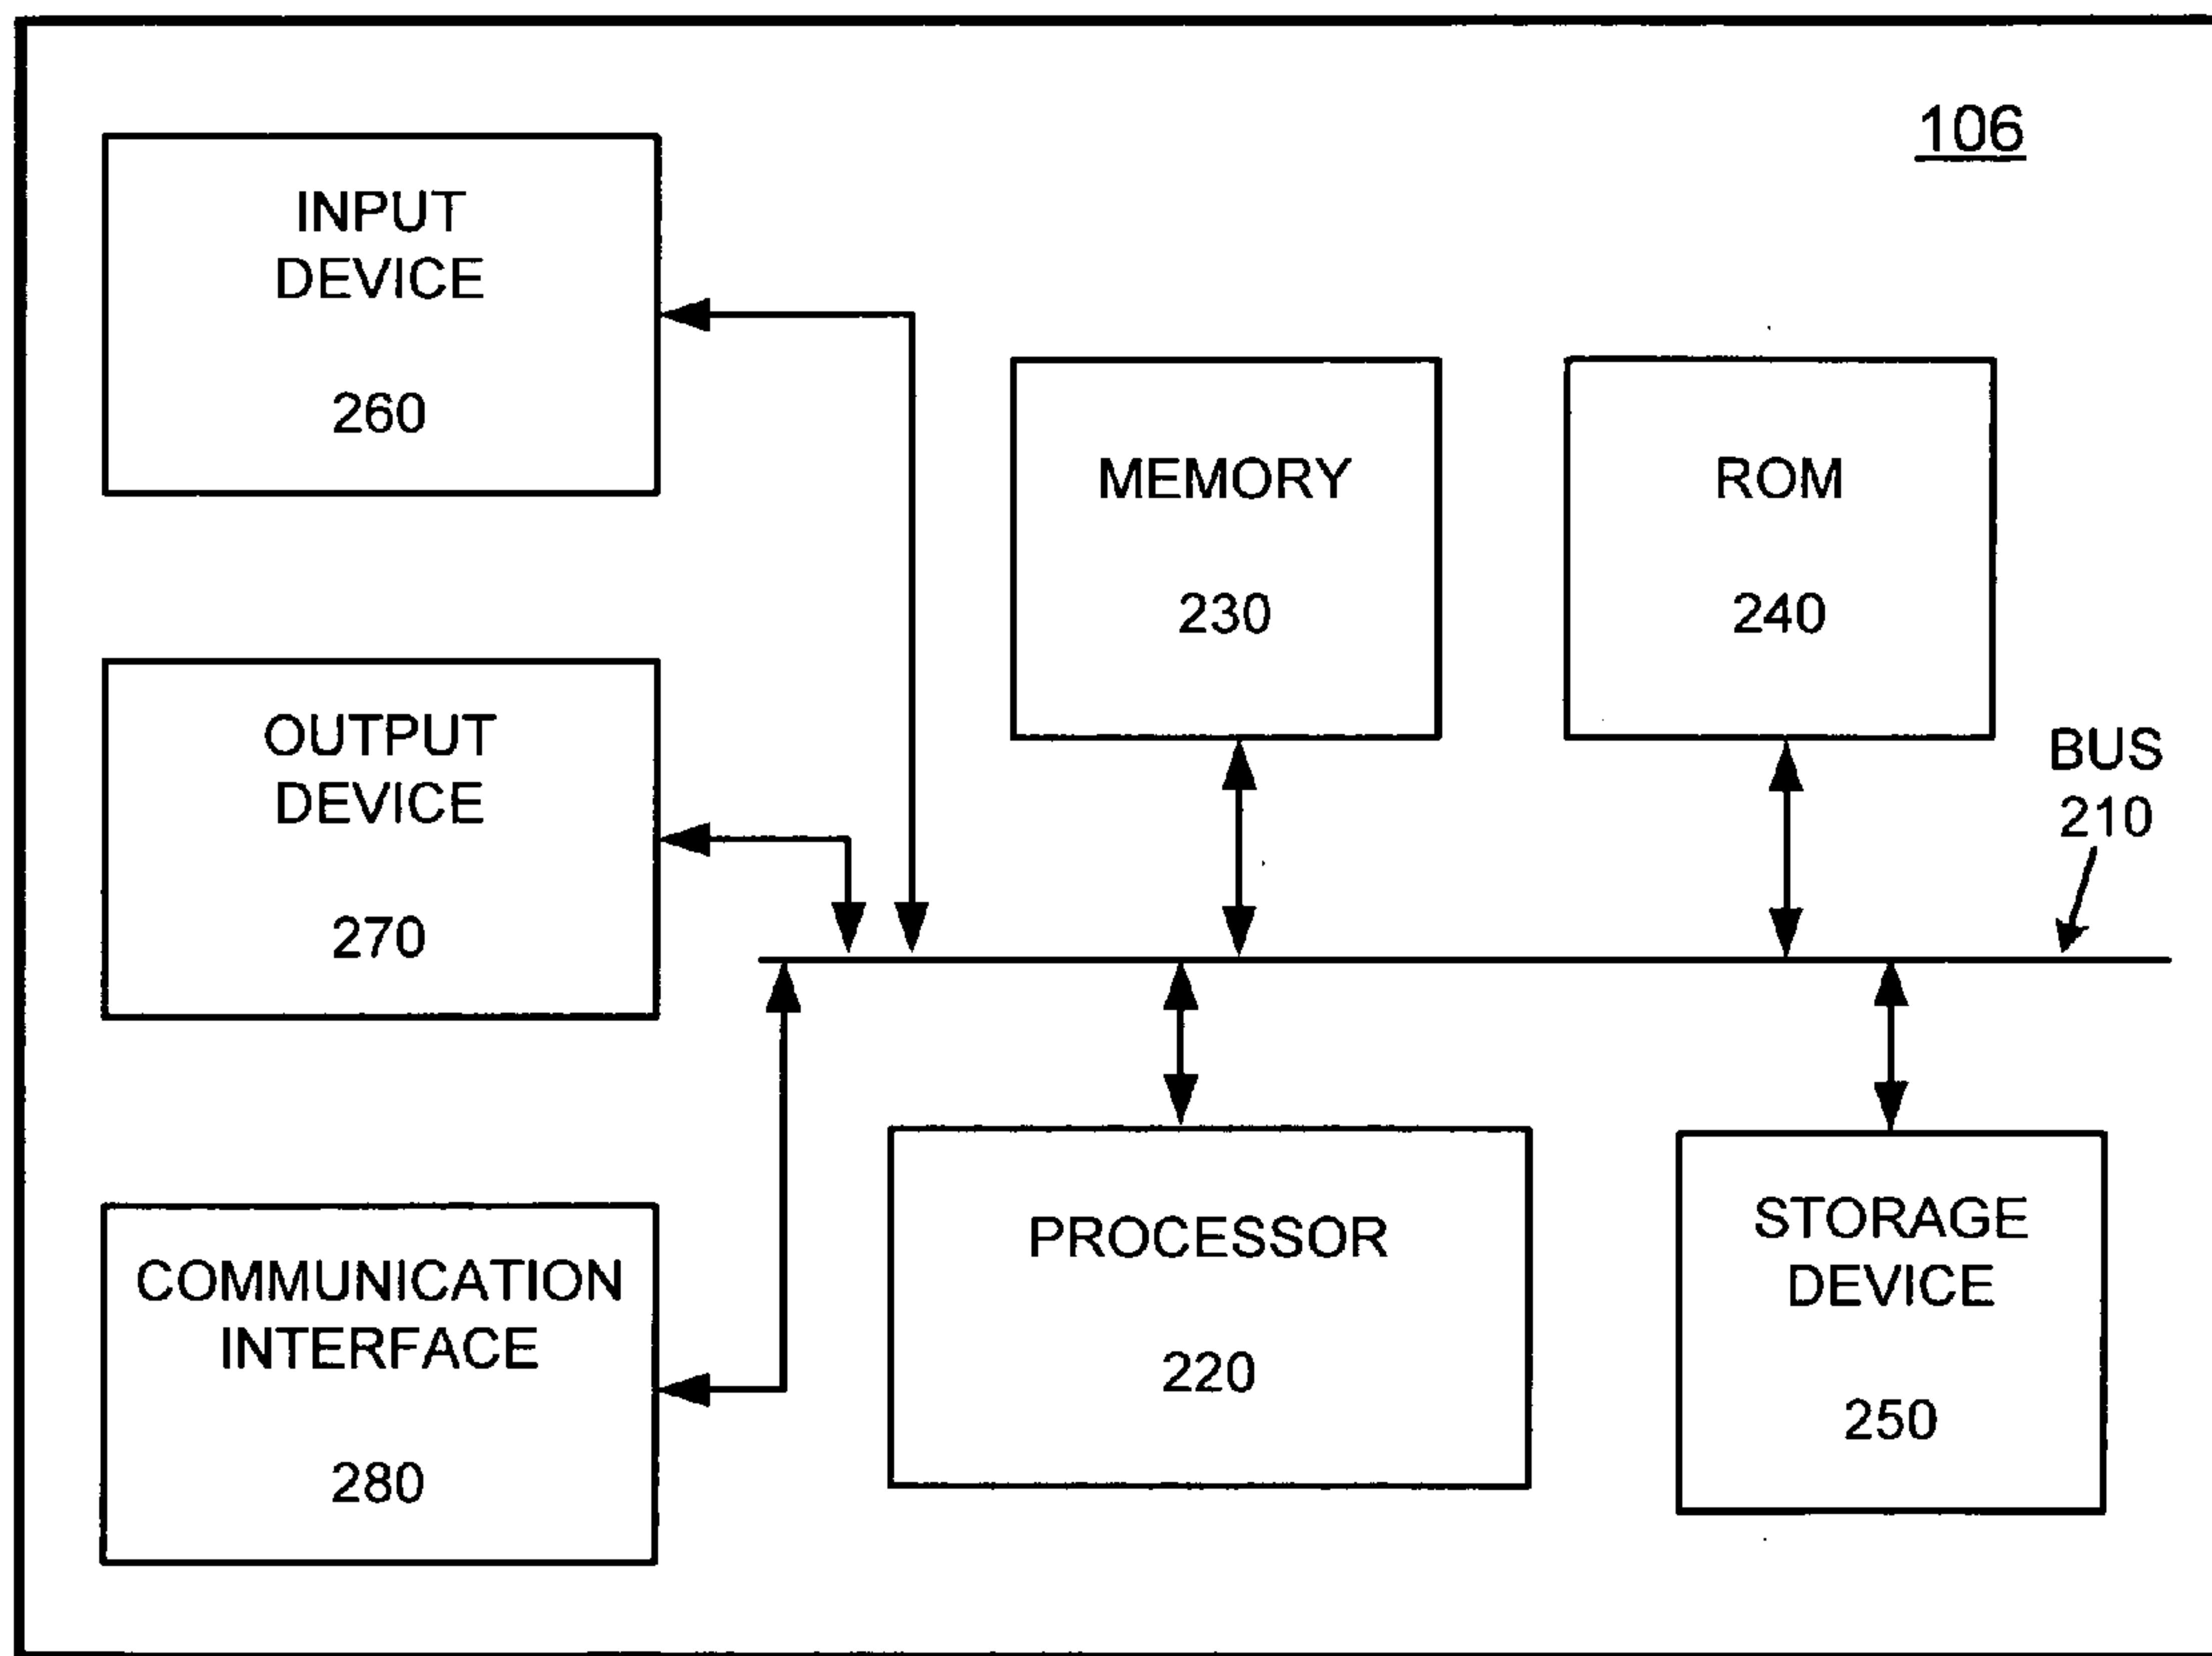 106
INPUT
DEVICE
260
MEMORY
230
ROM
240
OUTPUT
DEVICE
270
BUS
210
COMMUNICATION
INTERFACE
280
PROCESSOR
220
STORAGE
DEVICE
250